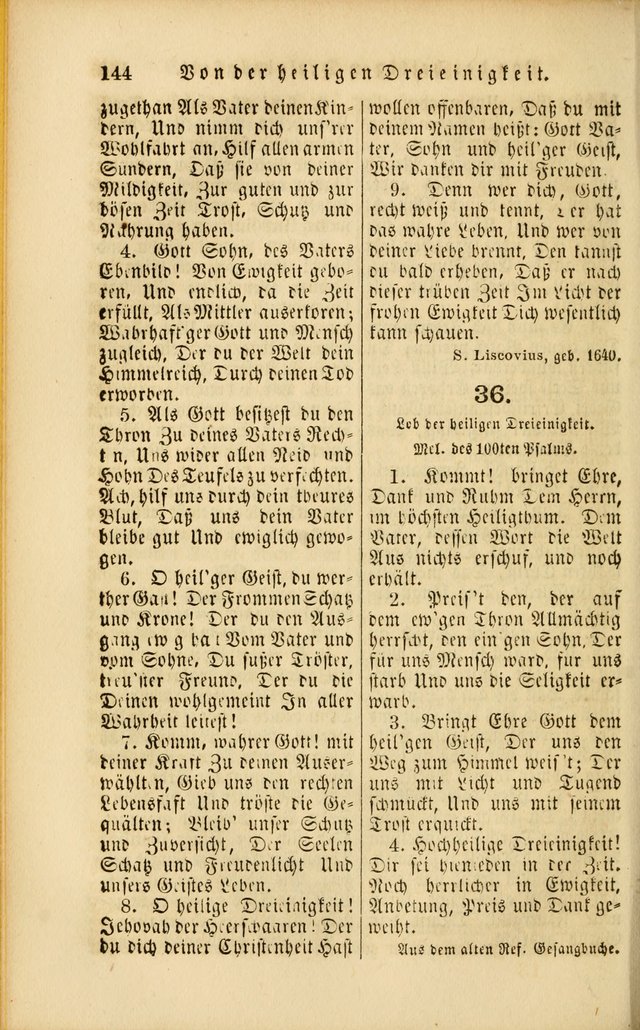 144 Von der heiligen Dreieinigkeit.
zugethan Als Vater deinen Kin-
dern, Und nimm dich uns'rer
Wohlfahrt an, Hilf allen armen
Sündern, Daß sie von deiner
Mildigkeit, Zur guten und zur
bösen Zeit Trost, Schutz und
Nahrung haben.
4. Gott Sohn, des Vaters
Ebenbild! Von Ewigkeit gebo-
ren, Und endlich, da die Zeit
erfüllt, Als Mittler auserkoren;
Wahrhaft'ger Gott und Mensch
zugleich, Der du der Welt dein
Himmelreich, Durch deinen Tod
erworben.
5. Als Gott besitzest du den
Thron Zu deines Vaters Rech-
t n, Uns wider allen Neid und
Hohn Des Teufels zu verfechten.
Ach, hilf uns durch dein theures
Blut, Daß uns dein Vater
bleibe gut Und ewiglich gewo-
gen.
6. O heil'ger Geist, du wer-
ther Gast! Der Frommen Schatz
und Krone! Der du den Aus-
gang ew g hast Vom Vater und
vom Sohne, Du süßer Tröster,
treu'ster Freund, Der du die
Deinen wohlgemeint In aller
Wahrheit leitest!
7. Komm, wahrer Gott! mit
deiner Kraft Zu deinen Auser-
wählten, Gieb uns den rechten
Lebenssaft Und tröste die Ge-
quälten; Bleib' unser Schutz
und Zuversicht, Der Seelen
Schatz und Freudenlicht Und
unsers Geistes Leben.
8. O heilige Dreieinigkeit!
Jehovah der Heerschaaren! Der
du dich deiner Christenheit Hast
wollen offenbaren, Daß du mit
deinem Namen heißt: Gott Va-
ter, Sohn und heil'ger Geist,
Wir danken dir mit Freuden.
9. Denn wer dich, Gott,
recht weiß und kennt, Der hat
das wahre Leben, Und wer von
deiner Liebe brennt, Den kannst
du bald erheben, Daß er nach
dieser trüben Zeit Im Licht der
frohen Ewigkeit Dich wesentlich
kann schauen.
S. Liscovius, geb. 1640.
36.
Lob der heiligen Dreieinigkeit.
Mel. des 100ten Psalms.
1. Kommt! bringet Ehre,
Dank und Ruhm Dem Herrn,
im höchsten Heiligthum. Dem
Vater, dessen Wort die Welt
Aus nichts erschuf, und noch
erhält.
2. Preis't den, der auf
dem ew'gen Thron Allmächtig
herrscht, den ein'gen Sohn, Der
für uns Mensch ward, für uns
starb Und uns die Seligkeit er-
warb.
3. Bringt Ehre Gott dem
heil'gen Geist, Der uns den
Weg zum Himmel weis't; Der
uns mit Licht und Tugend
schmückt, Und uns mit seinem
Trost erquickt.
4. Hochheilige Dreieinigkeit!
Dir sei hienieden in der Zeit.
Noch herrlicher in Ewigkeit,
Anbetung, Preis und Dank ge-
weiht.
Aus dem alten Ref. Gesangbuche.